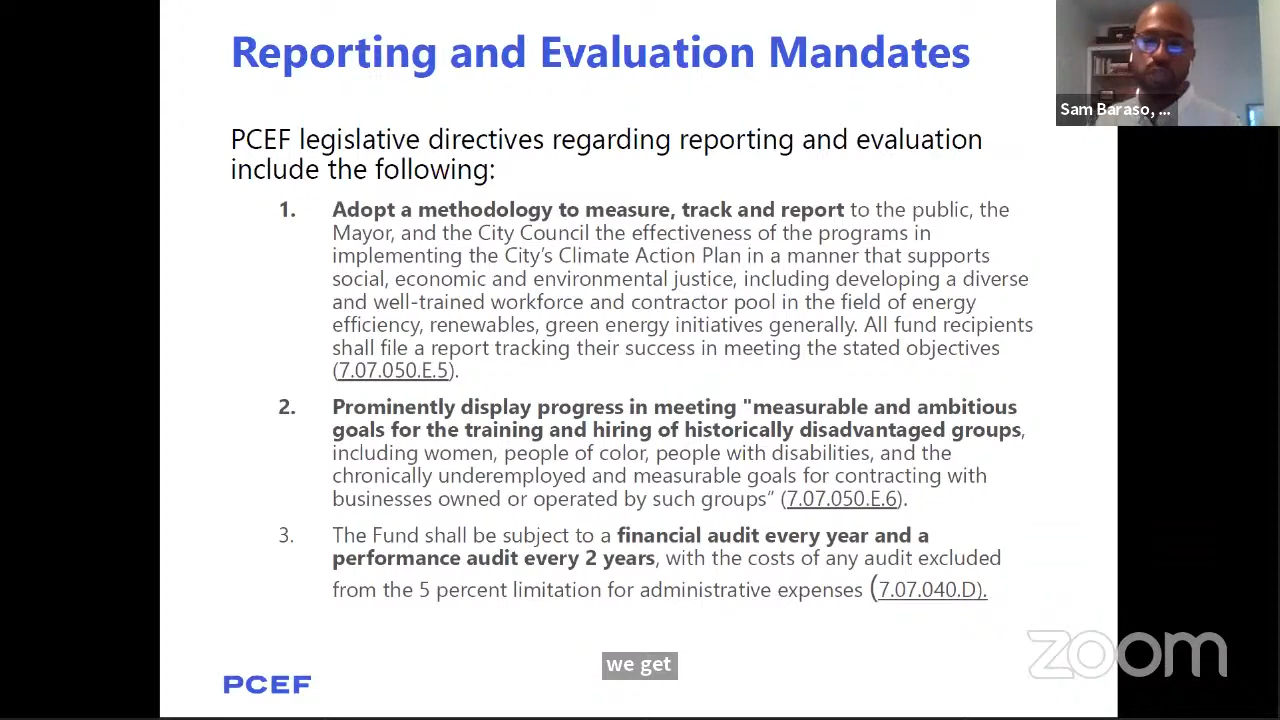 Reporting and Evaluation Mandates
Sam Baraso, ...
PCEF legislative directives regarding reporting and evaluation
include the following:
1. Adopt a methodology to measure, track and report to the public, the
Mayor, and the City Council the effectiveness of the programs in
implementing the City's Climate Action Plan in a manner that supports
social, economic and environmental justice, including developing a diverse
and well-trained workforce and contractor pool in the field of energy
efficiency, renewables, green energy initiatives generally. All fund recipients
shall file a report tracking their success in meeting the stated objectives
(7.07.050.E.5).
2. Prominently display progress in meeting "measurable and ambitious
goals for the training and hiring of historically disadvantaged groups,
including women, people of color, people with disabilities, and the
chronically underemployed and measurable goals for contracting with
businesses owned or operated by such groups” (7.07.050.E.6).
3. The Fund shall be subject to a financial audit every year and a
performance audit every 2 years, with the costs of any audit excluded
from the 5 percent limitation for administrative expenses (7.07.040.D).
we get
zoom
PCEF